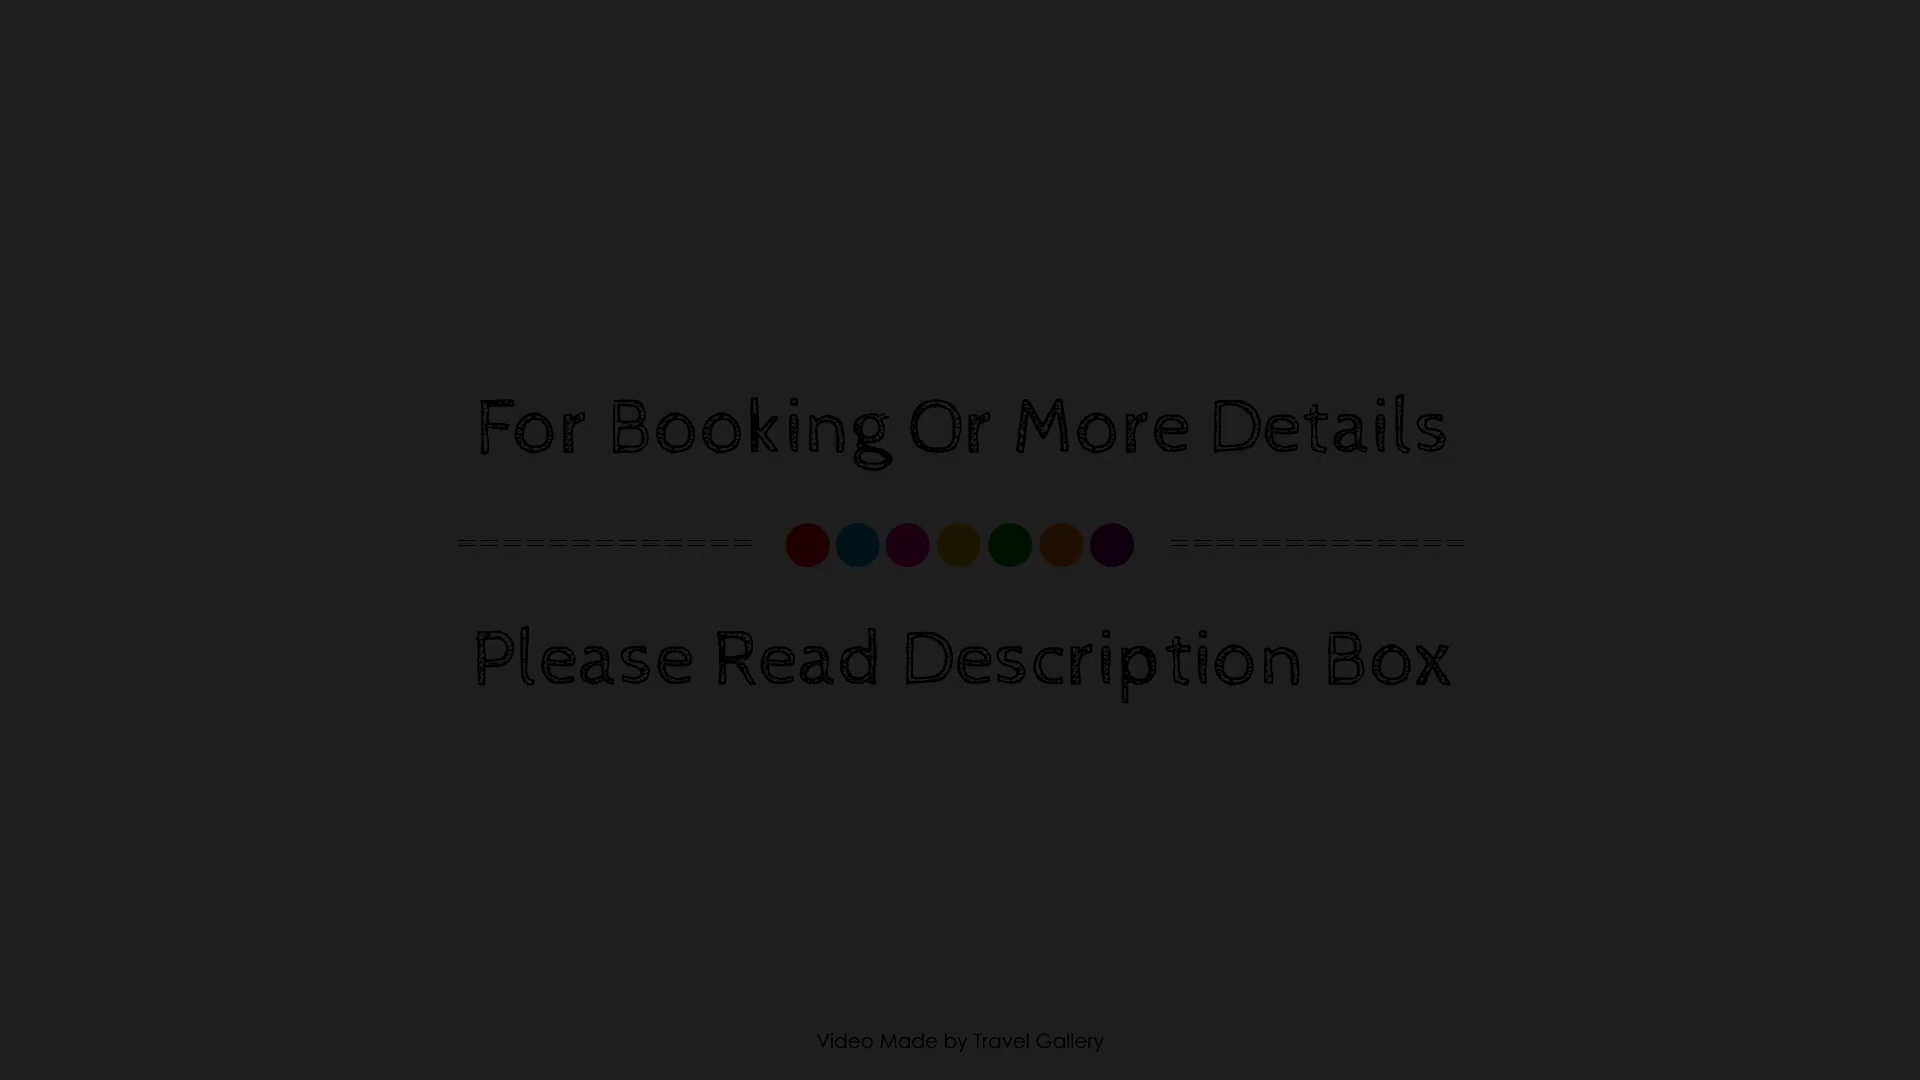 For Booking Or More Details
============= =============
Please Read Description Box
Video Made by Travel Gallery